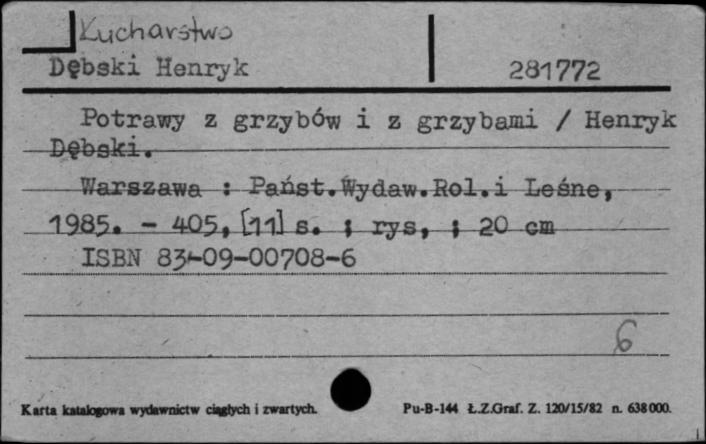 Kucharstwo
Dębski Henryk 281772
Potrawy z grzybów i z grzybami / Henryk
Dębski.
Warszawa : Państ.Wydaw.Rol.i Leśne,
1985. - 405, [11] s. ; rys, ; 20 cm
ISBN 83-09-00708-6
6
Karta katalogowa wydawnictw ciągłych i zwartych. Pu-B-144 Ł.Z.Graf. Z. 120/15/82 n. 638000.